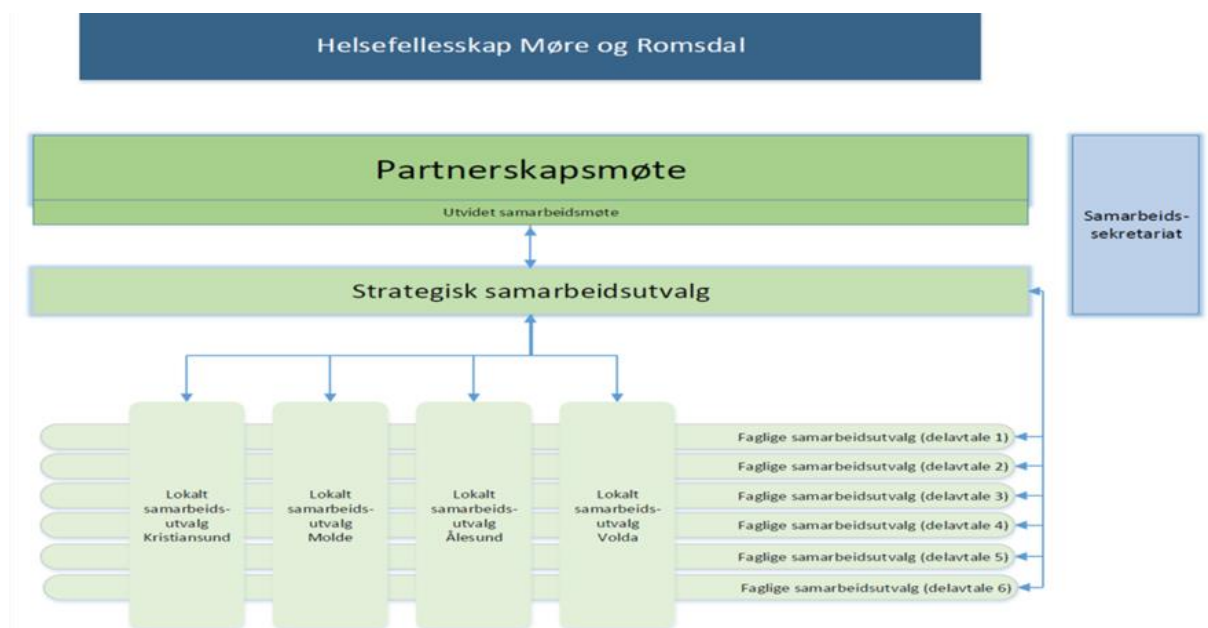 Helsefellesskap Møre og Romsdal
Partnerskapsmøte
Utvidet samarbeidsmøte
Samarbeids-
sekretariat
Strategisk samarbeidsutvalg
Lokalt
samarbeids-
utvalg
Kristiansund
Lokalt
samarbeids-
utvalg
Molde
Lokalt
samarbeids-
utvalg
Ålesund
Lokalt
samarbeids-
utvalg
Volda
Faglige samarbeidsutvalg (delavtale 1)
Faglige samarbeidsutvalg (delavtale 2)
Faglige samarbeidsutvalg (delavtale 3)
Faglige samarbeidsutvalg (delavtale 4)
Faglige samarbeidsutvalg (delavtale 5)
Faglige samarbeidsutvalg (delavtale 6)